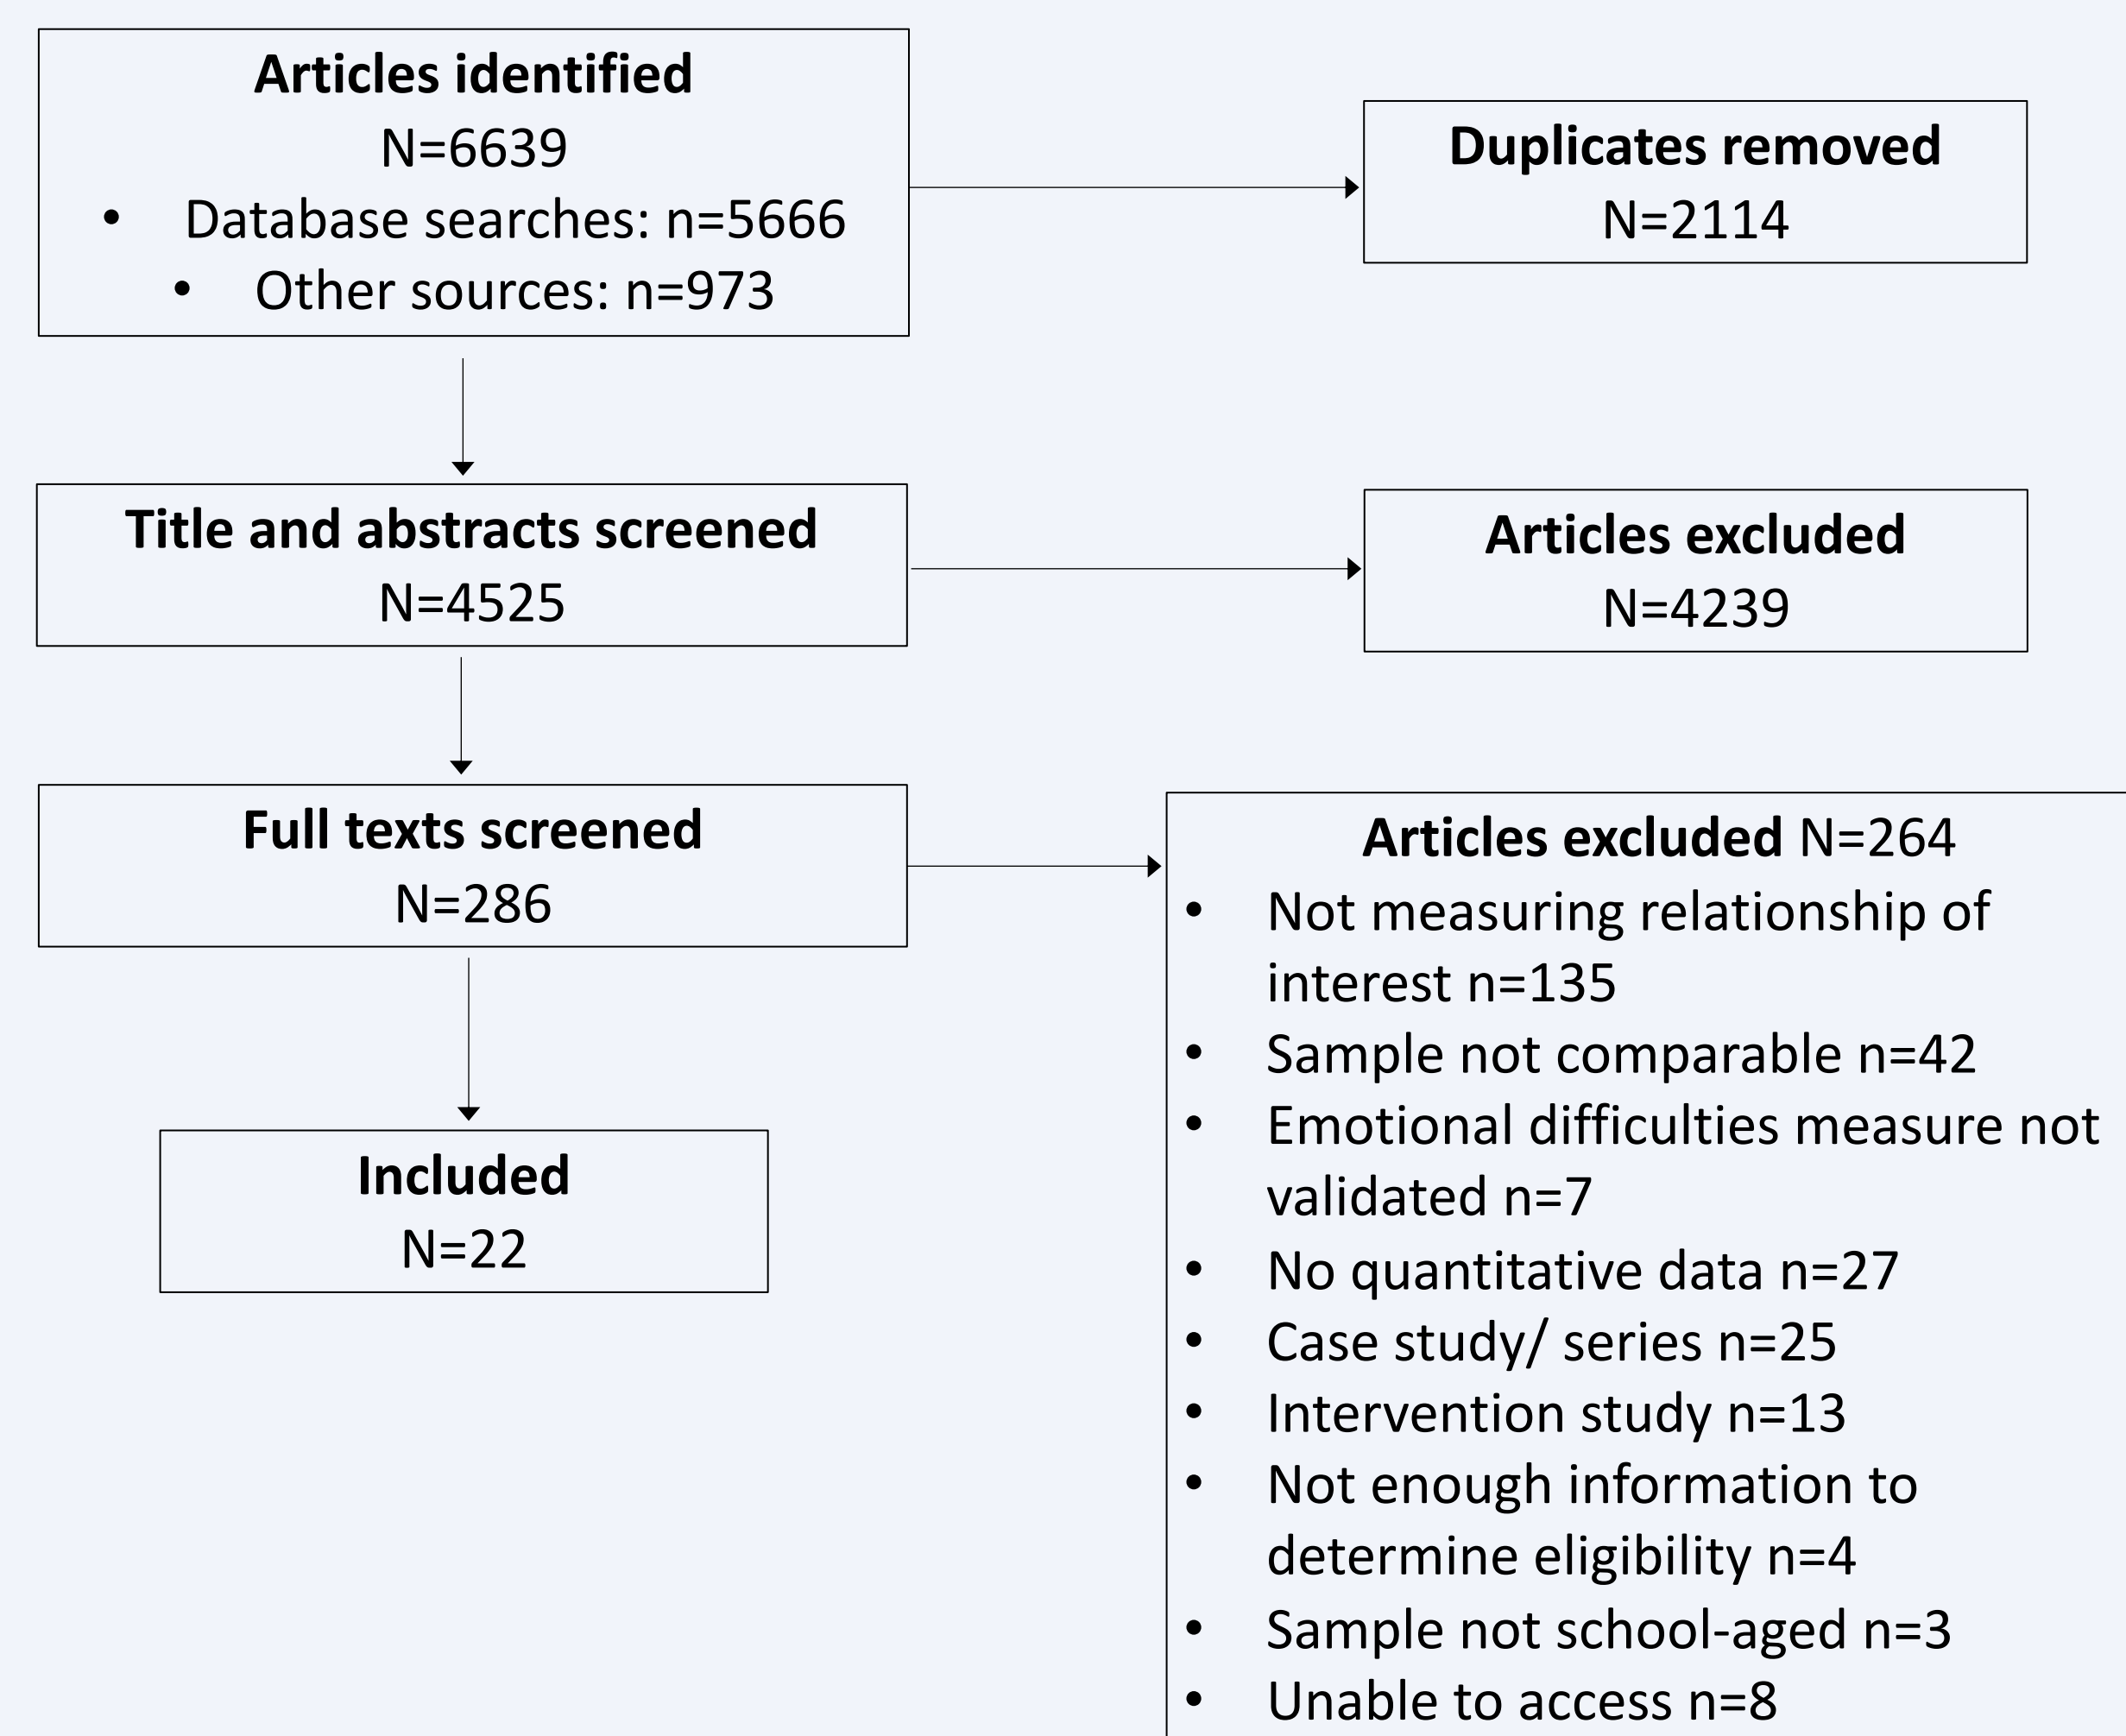 Articles identified
N=6639
• Database searches: n=5666
• Other sources: n=973
Duplicates removed
N=2114
Title and abstracts screened
N=4525
Articles excluded
N=4239
Full texts screened
N=286
Articles excluded N=264
• Not measuring relationship of
interest n=135
• Sample not comparable n=42
• Emotional difficulties measure not
validated n=7
• No quantitative data n=27
• Case study/ series n=25
• Intervention study n=13
• Not enough information to
determine eligibility n=4
• Sample not school-aged n=3
• Unable to access n=8
Included
N=22